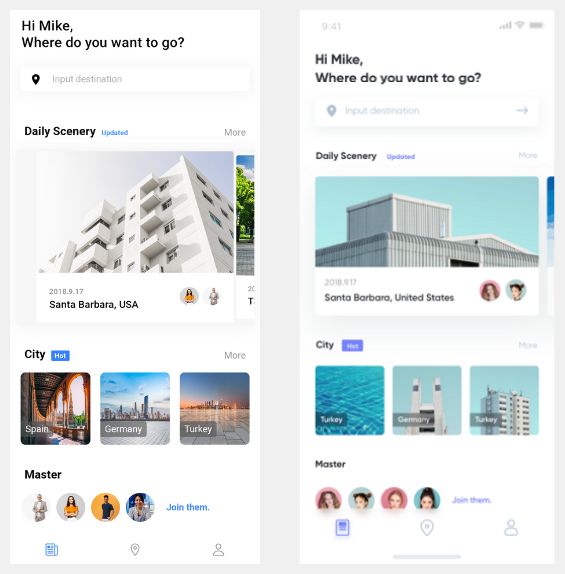 Hi Mike,
Where do you want to go?
Input destination
Daily Scenery Updated More
2018.9.17
Santa Barbara, USA
20
City Hot More
Spain
Germany
Turkey
Master
Join them.
9:41
Hi Mike,
Where do you want to go?
Input destination
Daily Scenery Updated More
2018.9.17
Santa Barbara, United States
City Hot More
Turkey
Germany
Turkey
Master
Join them.